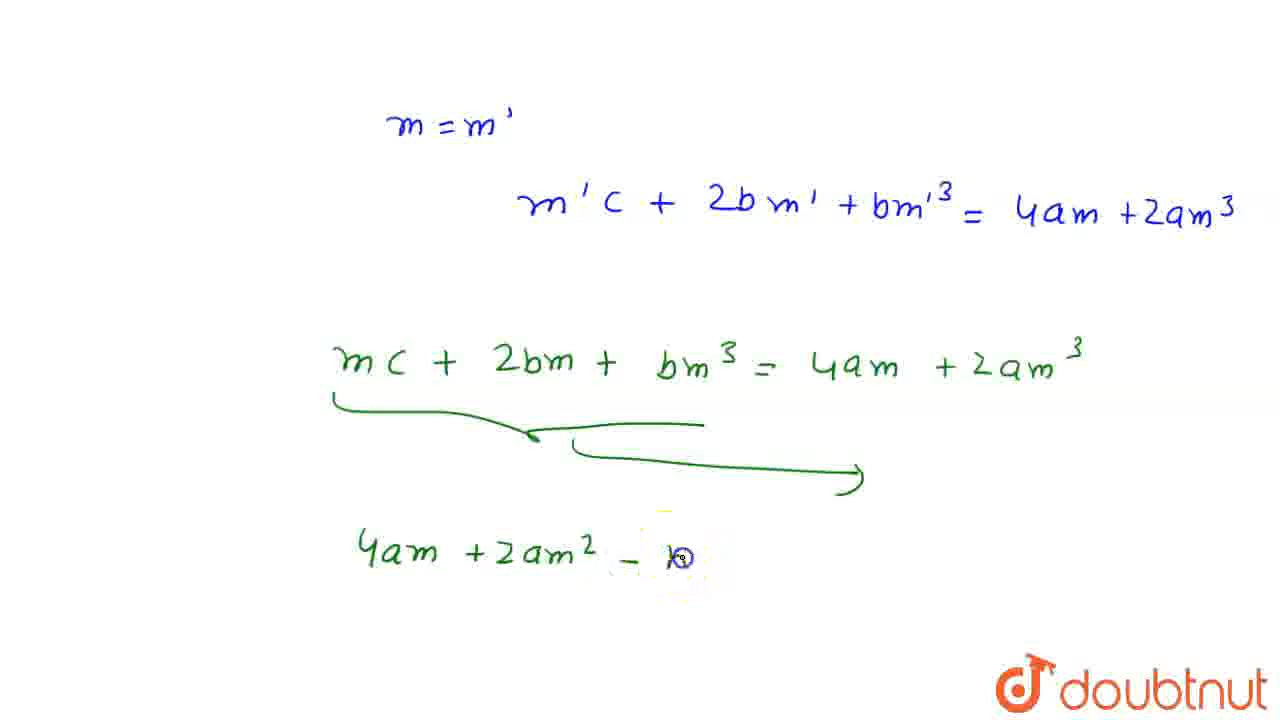 m = m'
m'c + 2bm' + bm'³ = 4am + 2am³
mc + 2bm + bm³ = 4am + 2am³
4am + 2am² -
doubtnut